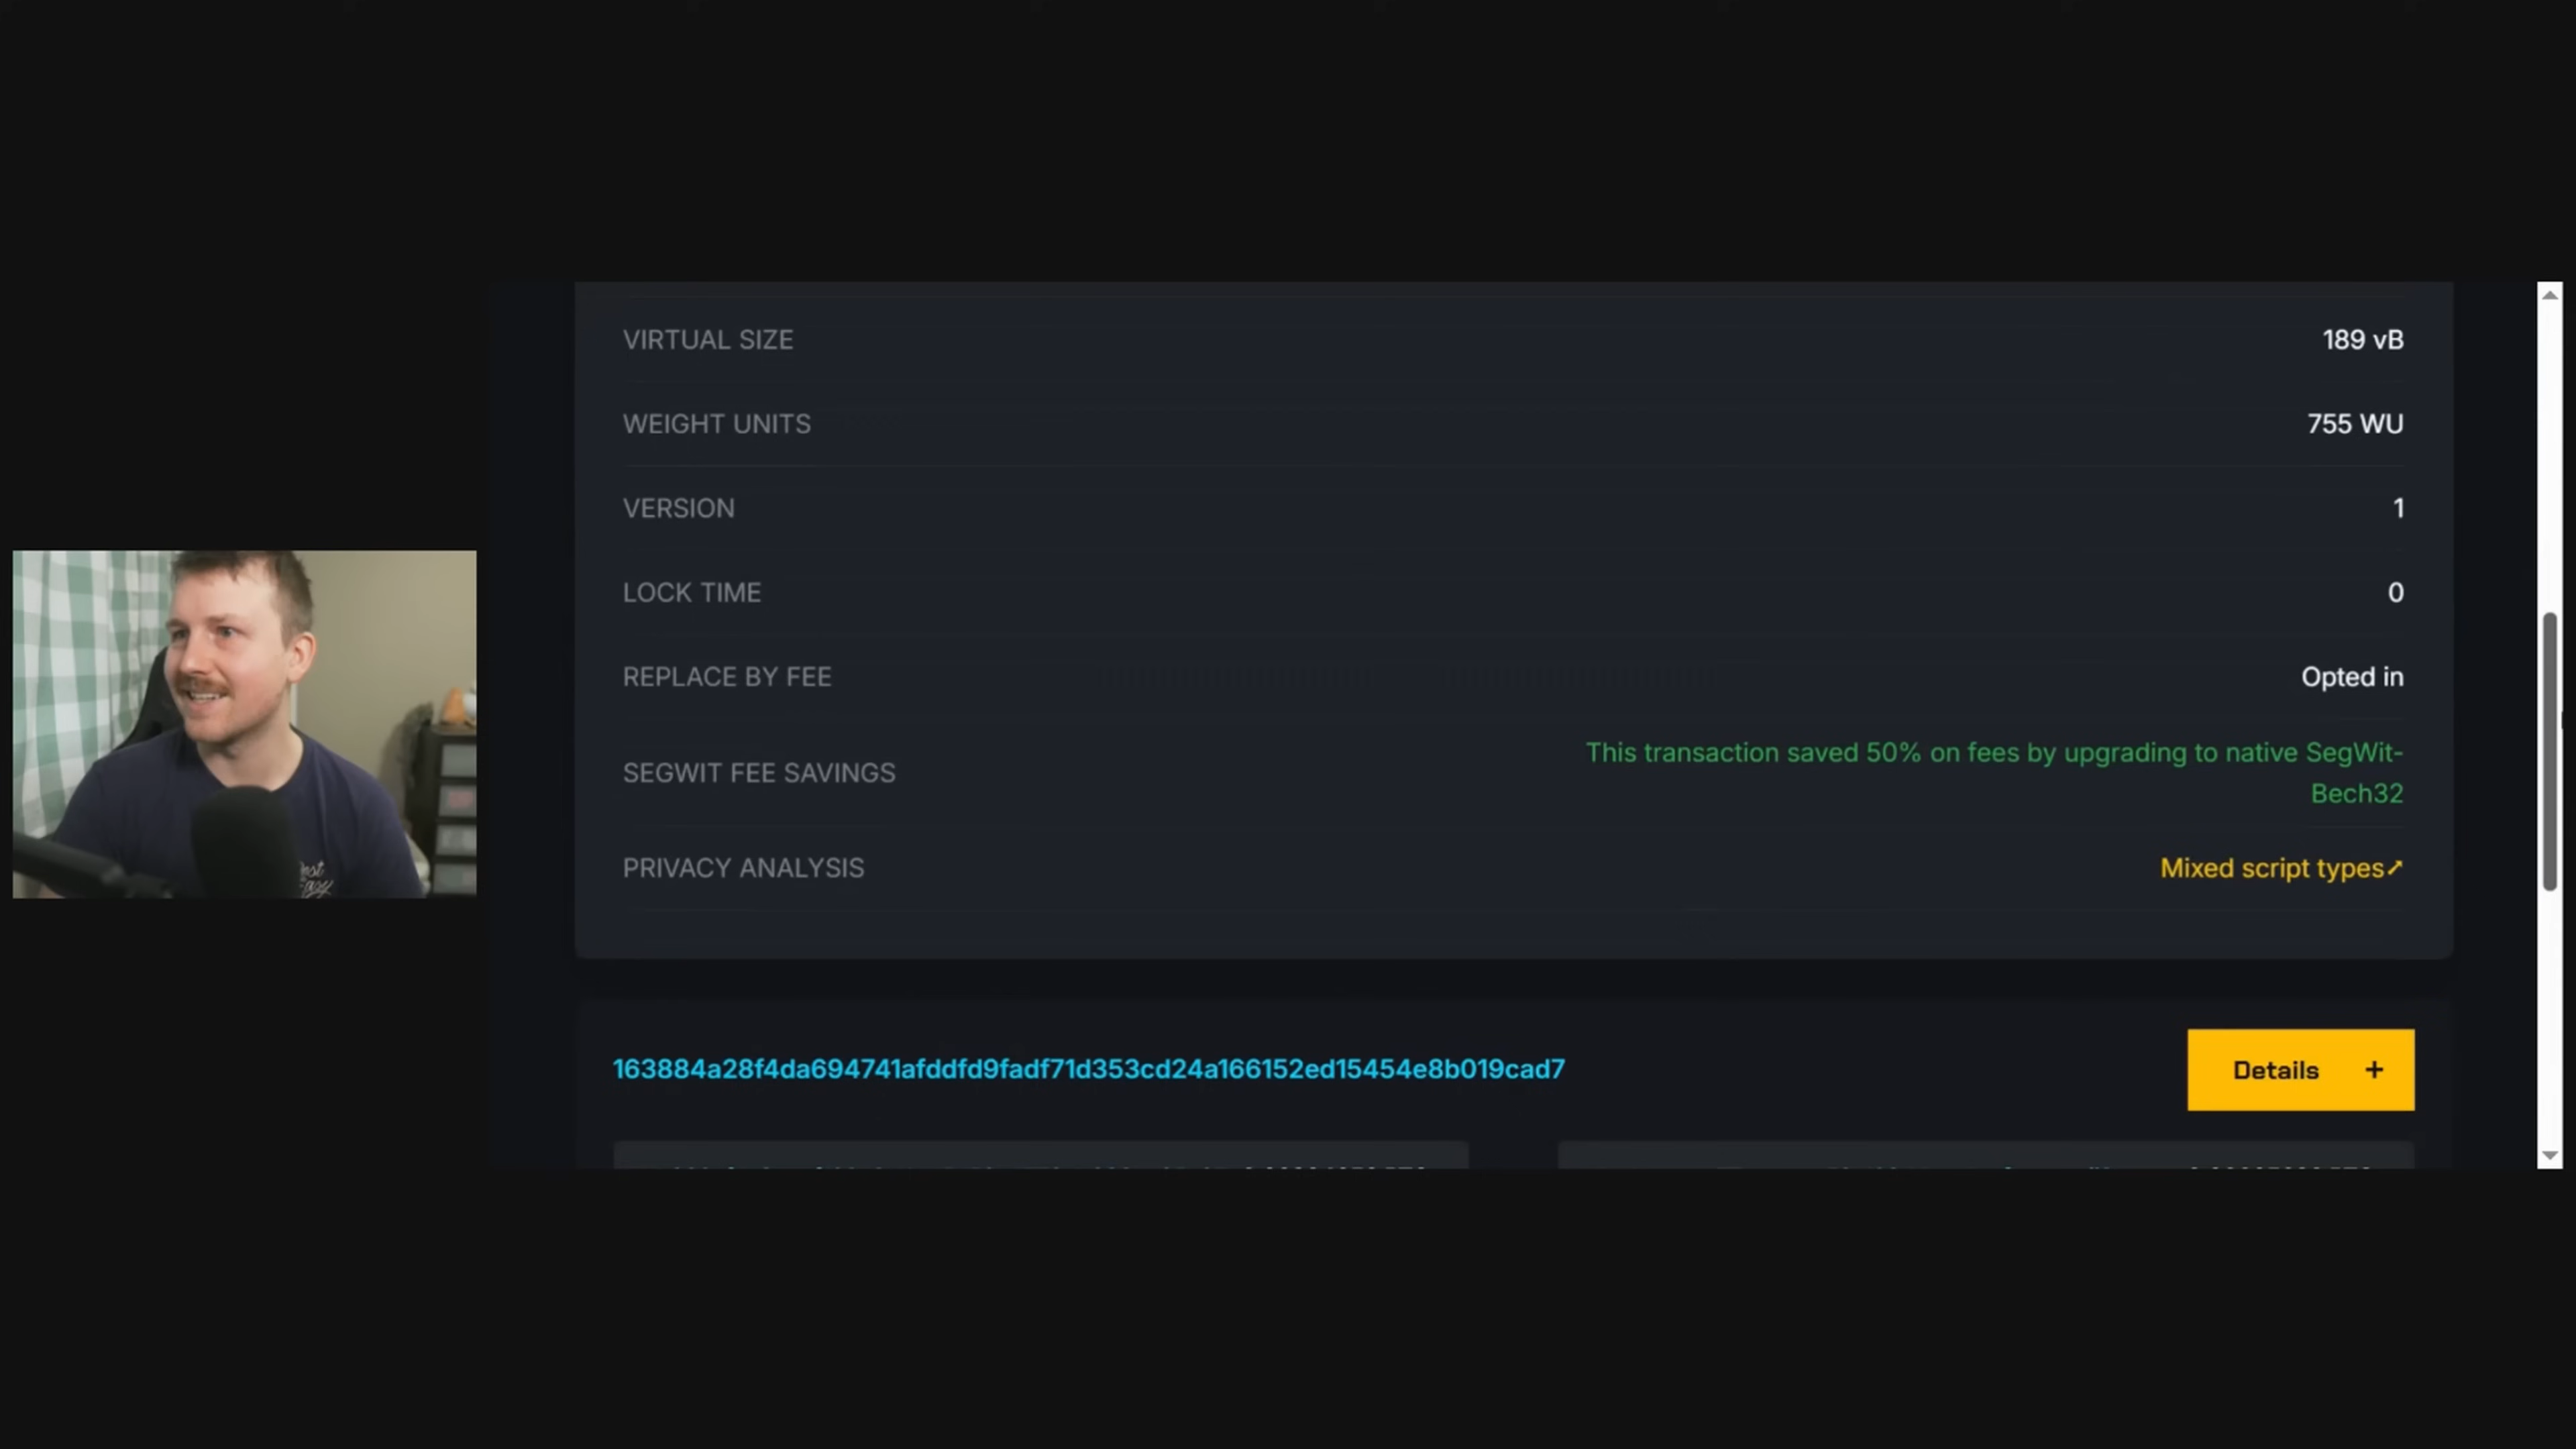 VIRTUAL SIZE 189 vB
WEIGHT UNITS 755 WU
VERSION 1
LOCK TIME 0
REPLACE BY FEE Opted in
SEGWIT FEE SAVINGS This transaction saved 50% on fees by upgrading to native SegWit-
Bech32
PRIVACY ANALYSIS Mixed script types↗
163884a28f4da694741afddfd9fadf71d353cd24a166152ed15454e8b019cad7
Details +